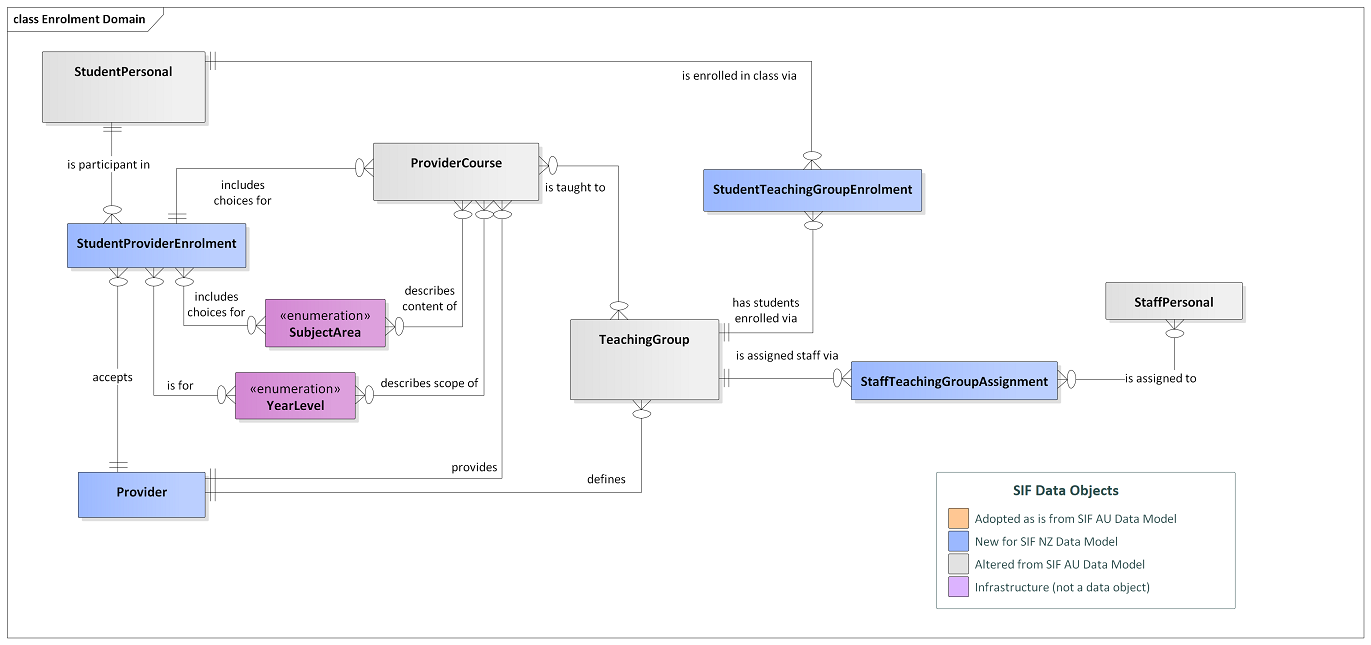 class Enrolment Domain
StudentPersonal
is enrolled in class via
is participant in
ProviderCourse
includes
choices for
is taught to
StudentTeachingGroupEnrolment
StudentProviderEnrolment
includes
choices for
«enumeration»
SubjectArea
describes
content of
has students
enrolled via
StaffPersonal
TeachingGroup
is assigned staff via
accepts
is for
«enumeration»
YearLevel
describes scope of
StaffTeachingGroupAssignment
is assigned to
provides
defines
Provider
SIF Data Objects
Adopted as is from SIF AU Data Model
New for SIF NZ Data Model
Altered from SIF AU Data Model
Infrastructure (not a data object)